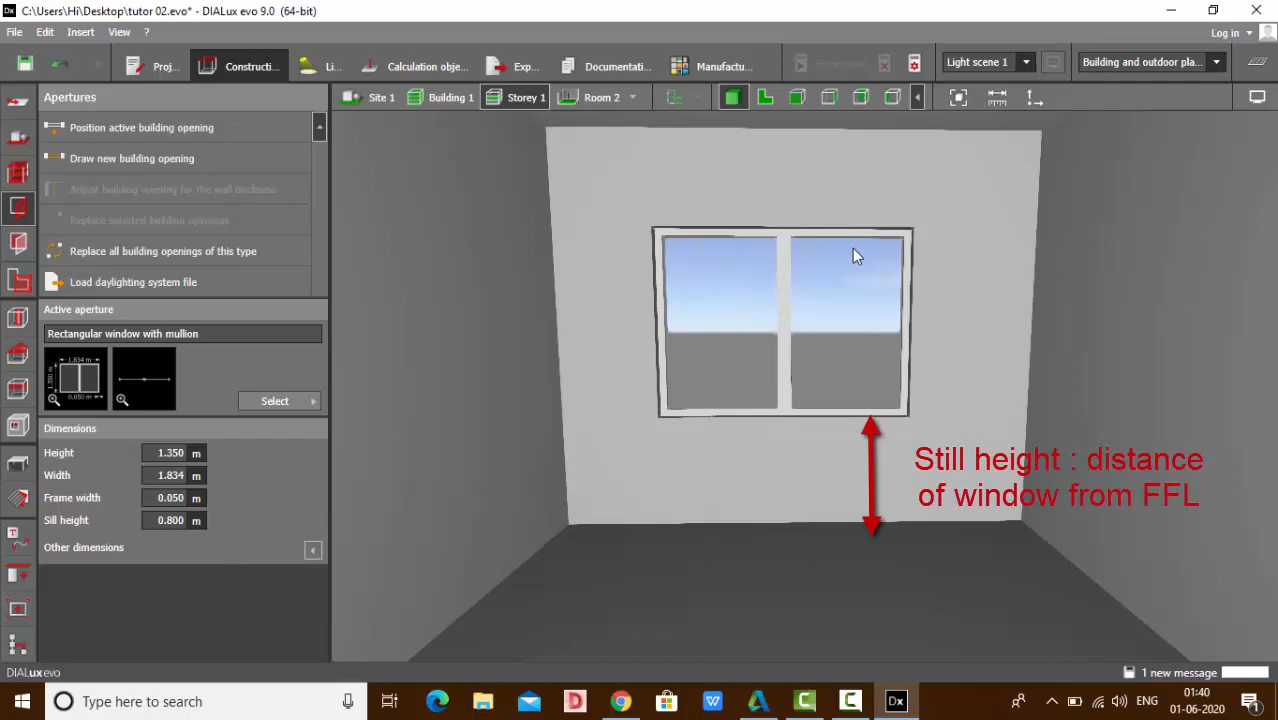 C:\Users\Hi\Desktop\tutor 02.evo* - DIALux evo 9.0 (64-bit)
File Edit Insert View ?
Log in
Proj... Constructi... Li... Calculation obje... Exp... Documentati... Manufactu...
Light scene 1
Building and outdoor pla...
Apertures
Site 1 Building 1 Storey 1 Room 2
Position active building opening
Draw new building opening
Adjust building opening for the wall thickness
Replace selected building openings
Replace all building openings of this type
Load daylighting system file
Active aperture
Rectangular window with mullion
1.834 m
1.350 m
0.050 m
Select
Dimensions
Height 1.350 m
Width 1.834 m
Frame width 0.050 m
Sill height 0.800 m
Other dimensions
Still height : distance
of window from FFL
DIALux evo
1 new message
Type here to search
ENG
01:40
01-06-2020